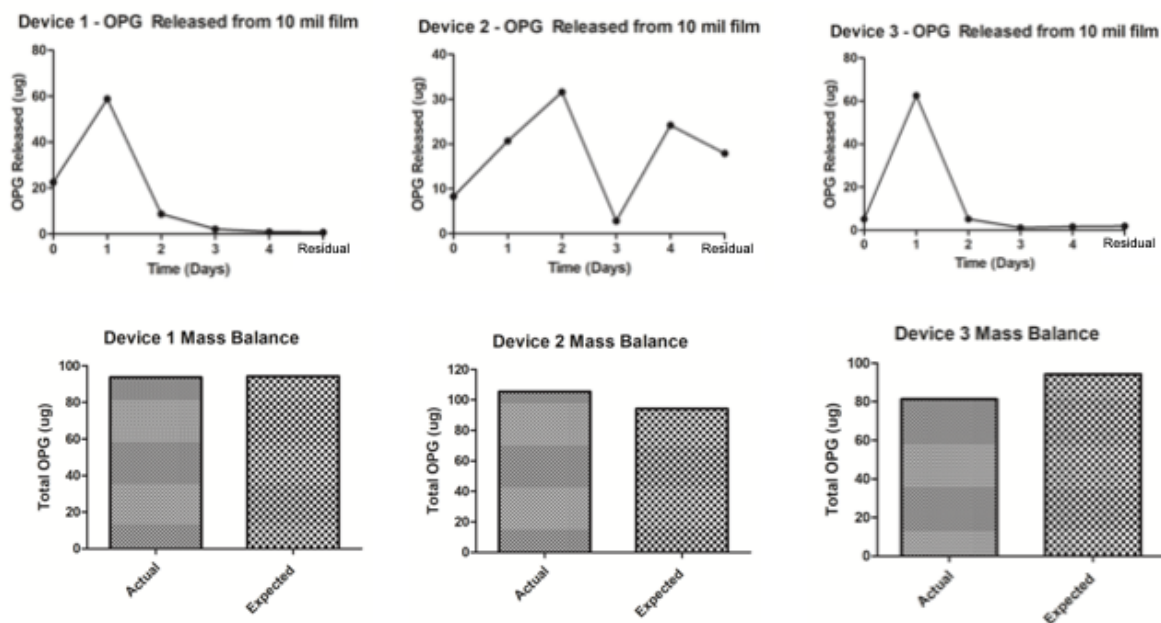 Device 1 - OPG Released from 10 mil film
80
60
40
20
0
OPG Released (ug)
0 1 2 3 4 Residual
Time (Days)
Device 2 - OPG Released from 10 mil film
40
30
20
10
0
OPG Released (ug)
0 1 2 3 4 Residual
Time (Days)
Device 3 - OPG Released from 10 mil film
80
60
40
20
0
OPG Released (ug)
0 1 2 3 4 Residual
Time (Days)
Device 1 Mass Balance
100
80
60
40
20
0
Total OPG (ug)
Actual
Expected
Device 2 Mass Balance
120
100
80
60
40
20
0
Total OPG (ug)
Actual
Expected
Device 3 Mass Balance
100
80
60
40
20
0
Total OPG (ug)
Actual
Expected